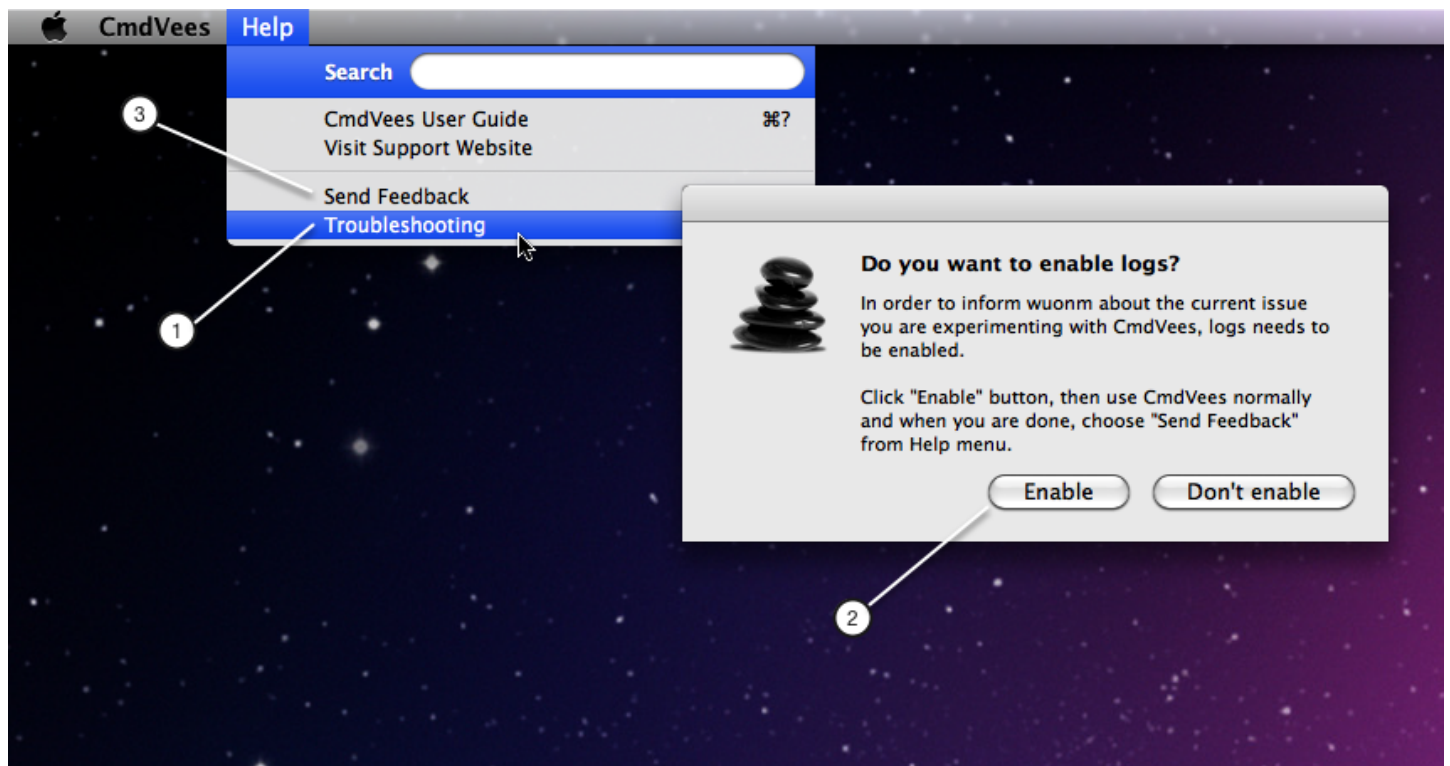 CmdVees Help
Search
CmdVees User Guide ⌘?
Visit Support Website
3
Send Feedback
Troubleshooting
1
Do you want to enable logs?
In order to inform wuonm about the current issue
you are experimenting with CmdVees, logs needs to
be enabled.
Click "Enable" button, then use CmdVees normally
and when you are done, choose "Send Feedback"
from Help menu.
Enable Don't enable
2